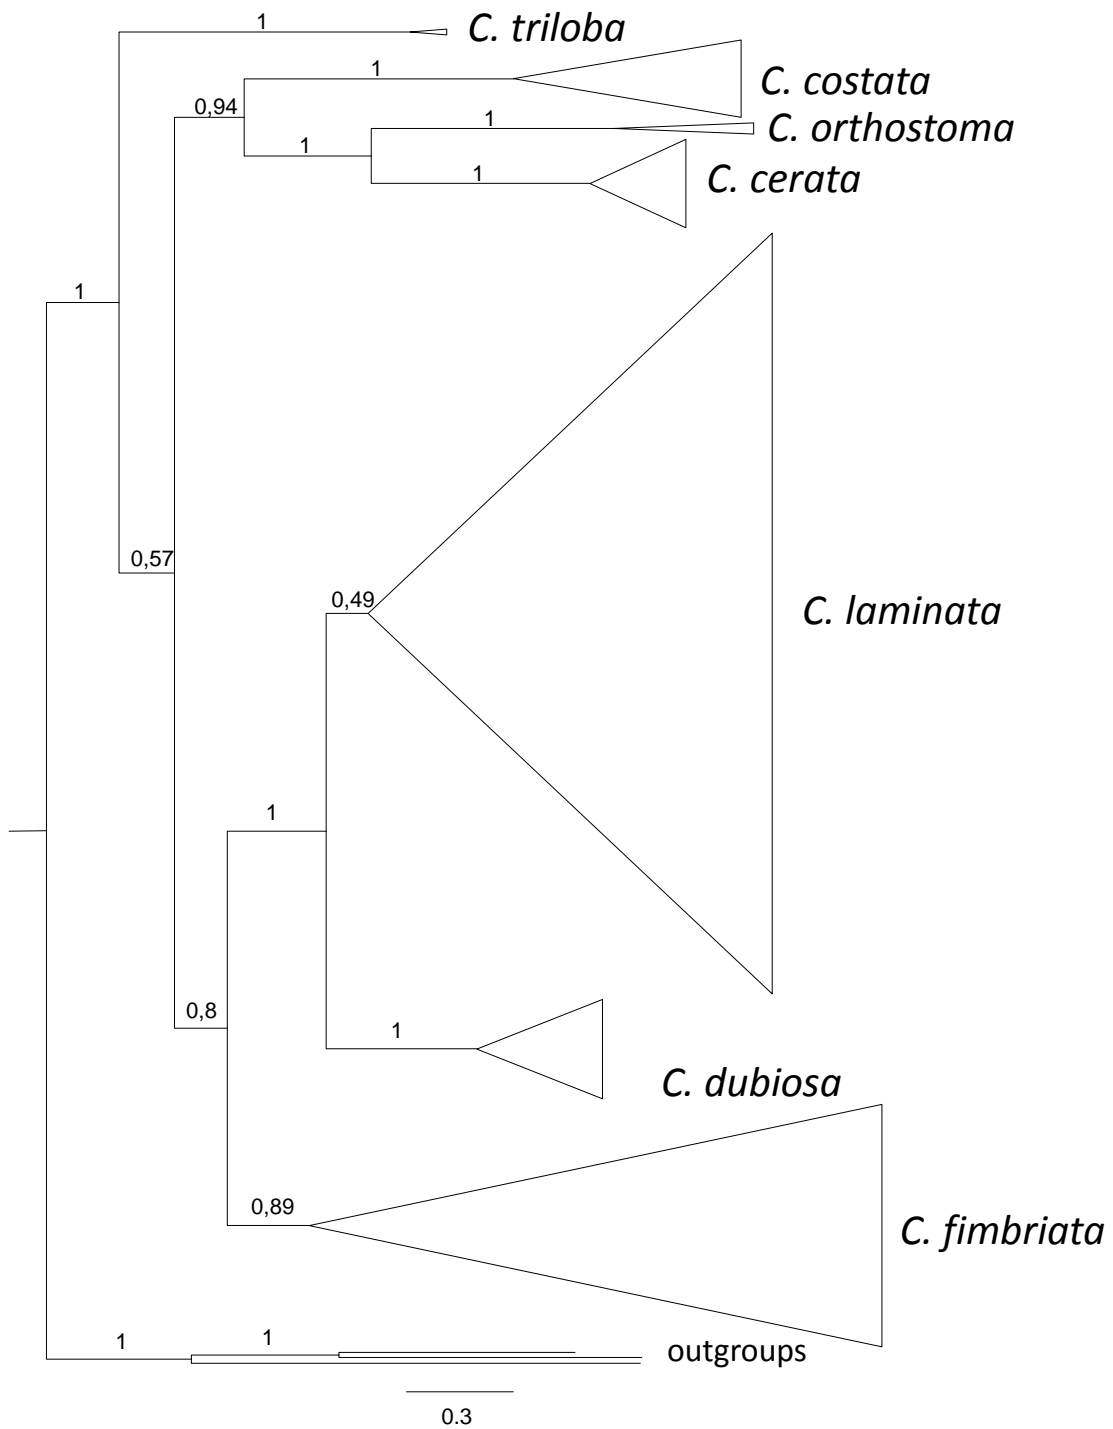 1
C. triloba
1
C. costata
0,94
1
C. orthostoma
1
1
C. cerata
1
0,57
0,49
C. laminata
1
0,8
1
C. dubiosa
0,89
C. fimbriata
1
1
outgroups
0.3